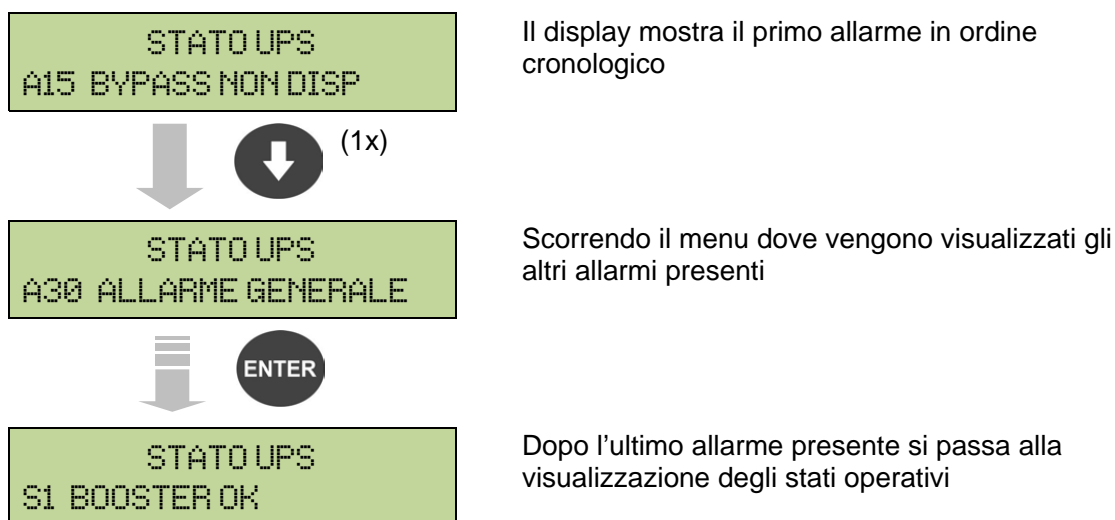 STATO UPS
A15 BYPASS NON DISP
Il display mostra il primo allarme in ordine
cronologico
(1x)
STATO UPS
A30 ALLARME GENERALE
Scorrendo il menu dove vengono visualizzati gli
altri allarmi presenti
ENTER
STATO UPS
S1 BOOSTER OK
Dopo l'ultimo allarme presente si passa alla
visualizzazione degli stati operativi